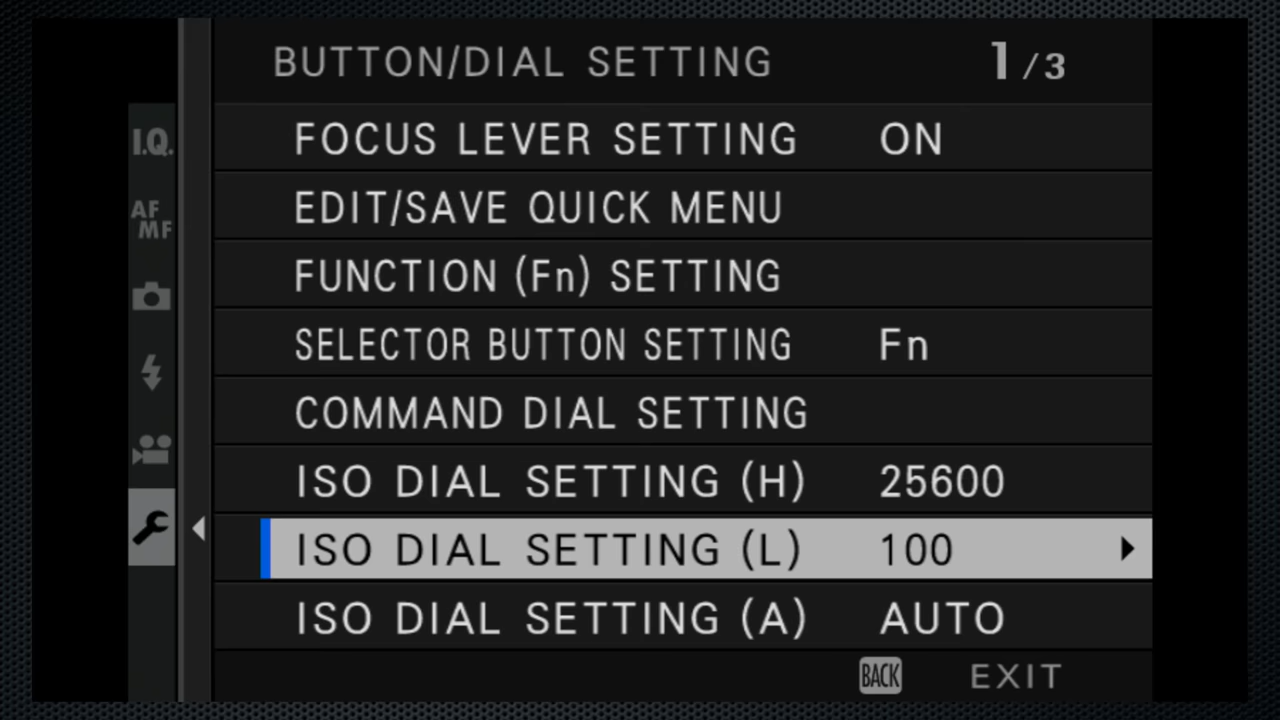 BUTTON/DIAL SETTING 1/3
I.Q.
FOCUS LEVER SETTING ON
AF
MF
EDIT/SAVE QUICK MENU
FUNCTION (Fn) SETTING
SELECTOR BUTTON SETTING Fn
COMMAND DIAL SETTING
ISO DIAL SETTING (H) 25600
ISO DIAL SETTING (L) 100
ISO DIAL SETTING (A) AUTO
BACK EXIT